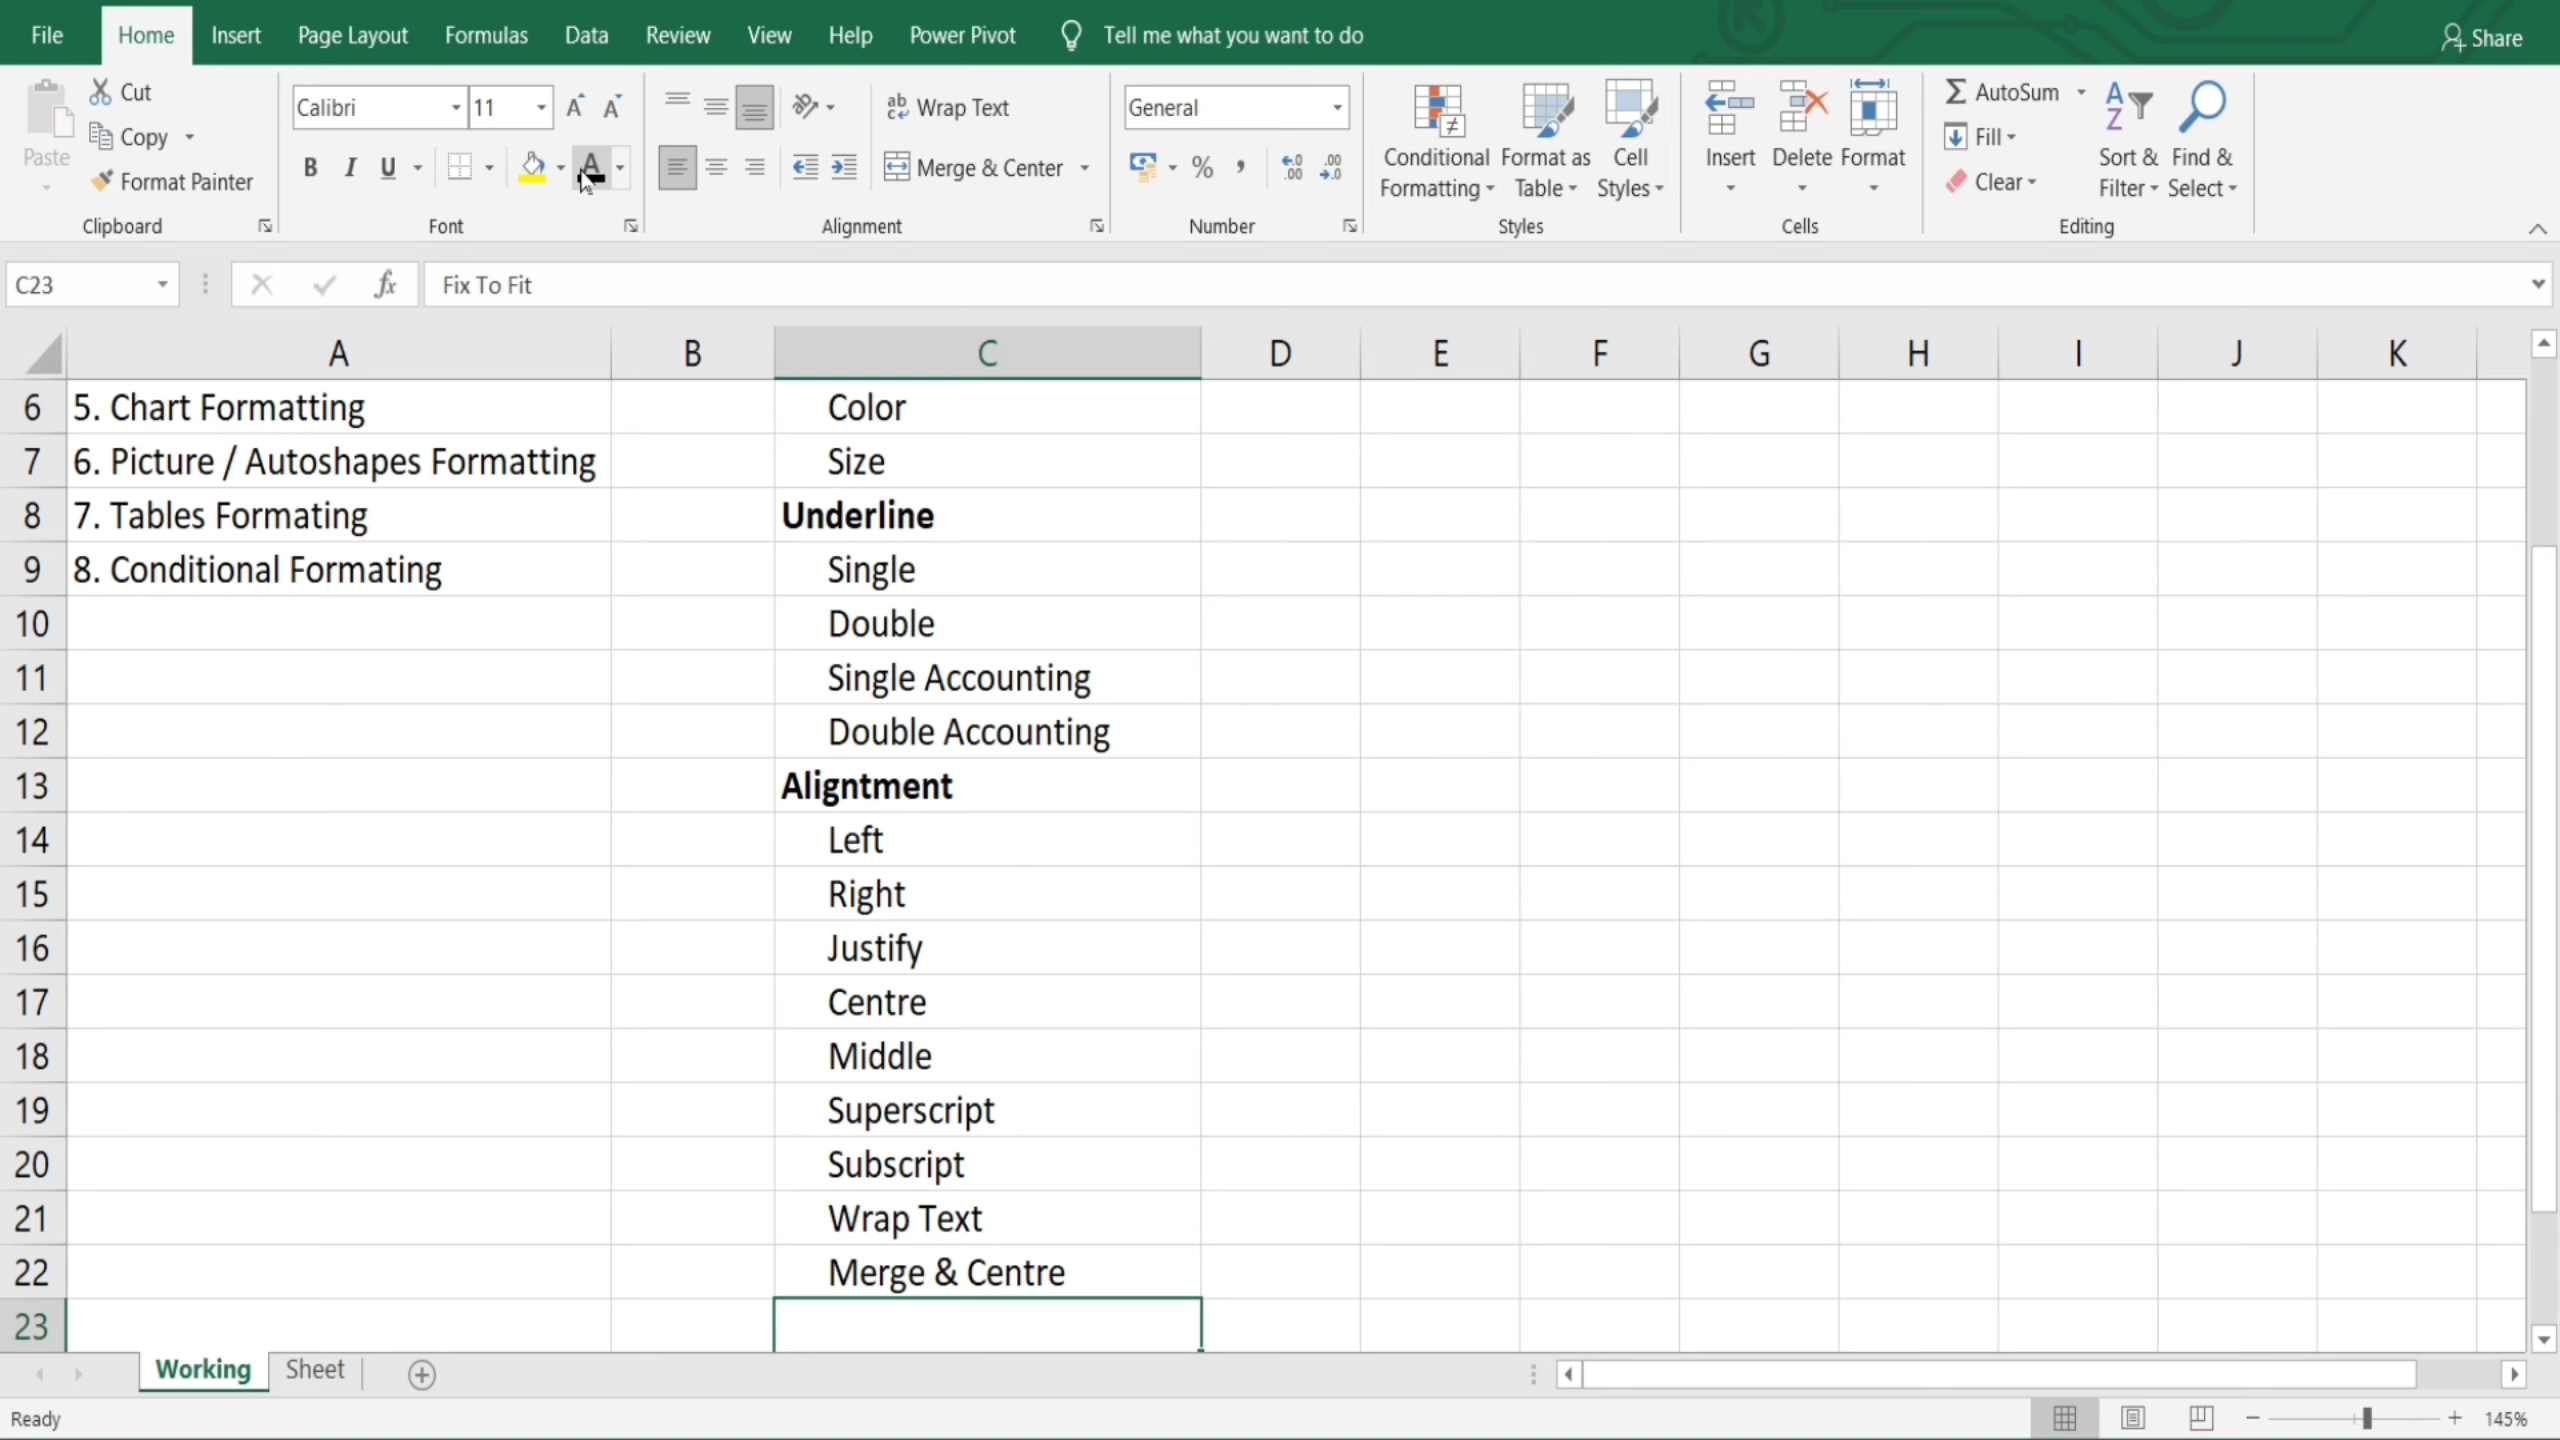 File Home Insert Page Layout Formulas Data Review View Help Power Pivot Tell me what you want to do Share
Paste
Cut
Copy
Format Painter
Clipboard
Calibri 11
B I U
Font
Wrap Text
Merge & Center
Alignment
General
% , .0 .00 .00 .0
Number
Conditional Formatting
Format as Table
Cell Styles
Styles
Insert Delete Format
Cells
AutoSum
Fill
Clear
Sort & Filter
Find & Select
Editing
C23 fx Fix To Fit
A B C D E F G H I J K
6 5. Chart Formatting Color
7 6. Picture / Autoshapes Formatting Size
8 7. Tables Formating Underline
9 8. Conditional Formating Single
10 Double
11 Single Accounting
12 Double Accounting
13 Aligntment
14 Left
15 Right
16 Justify
17 Centre
18 Middle
19 Superscript
20 Subscript
21 Wrap Text
22 Merge & Centre
23
Working Sheet
Ready 145%